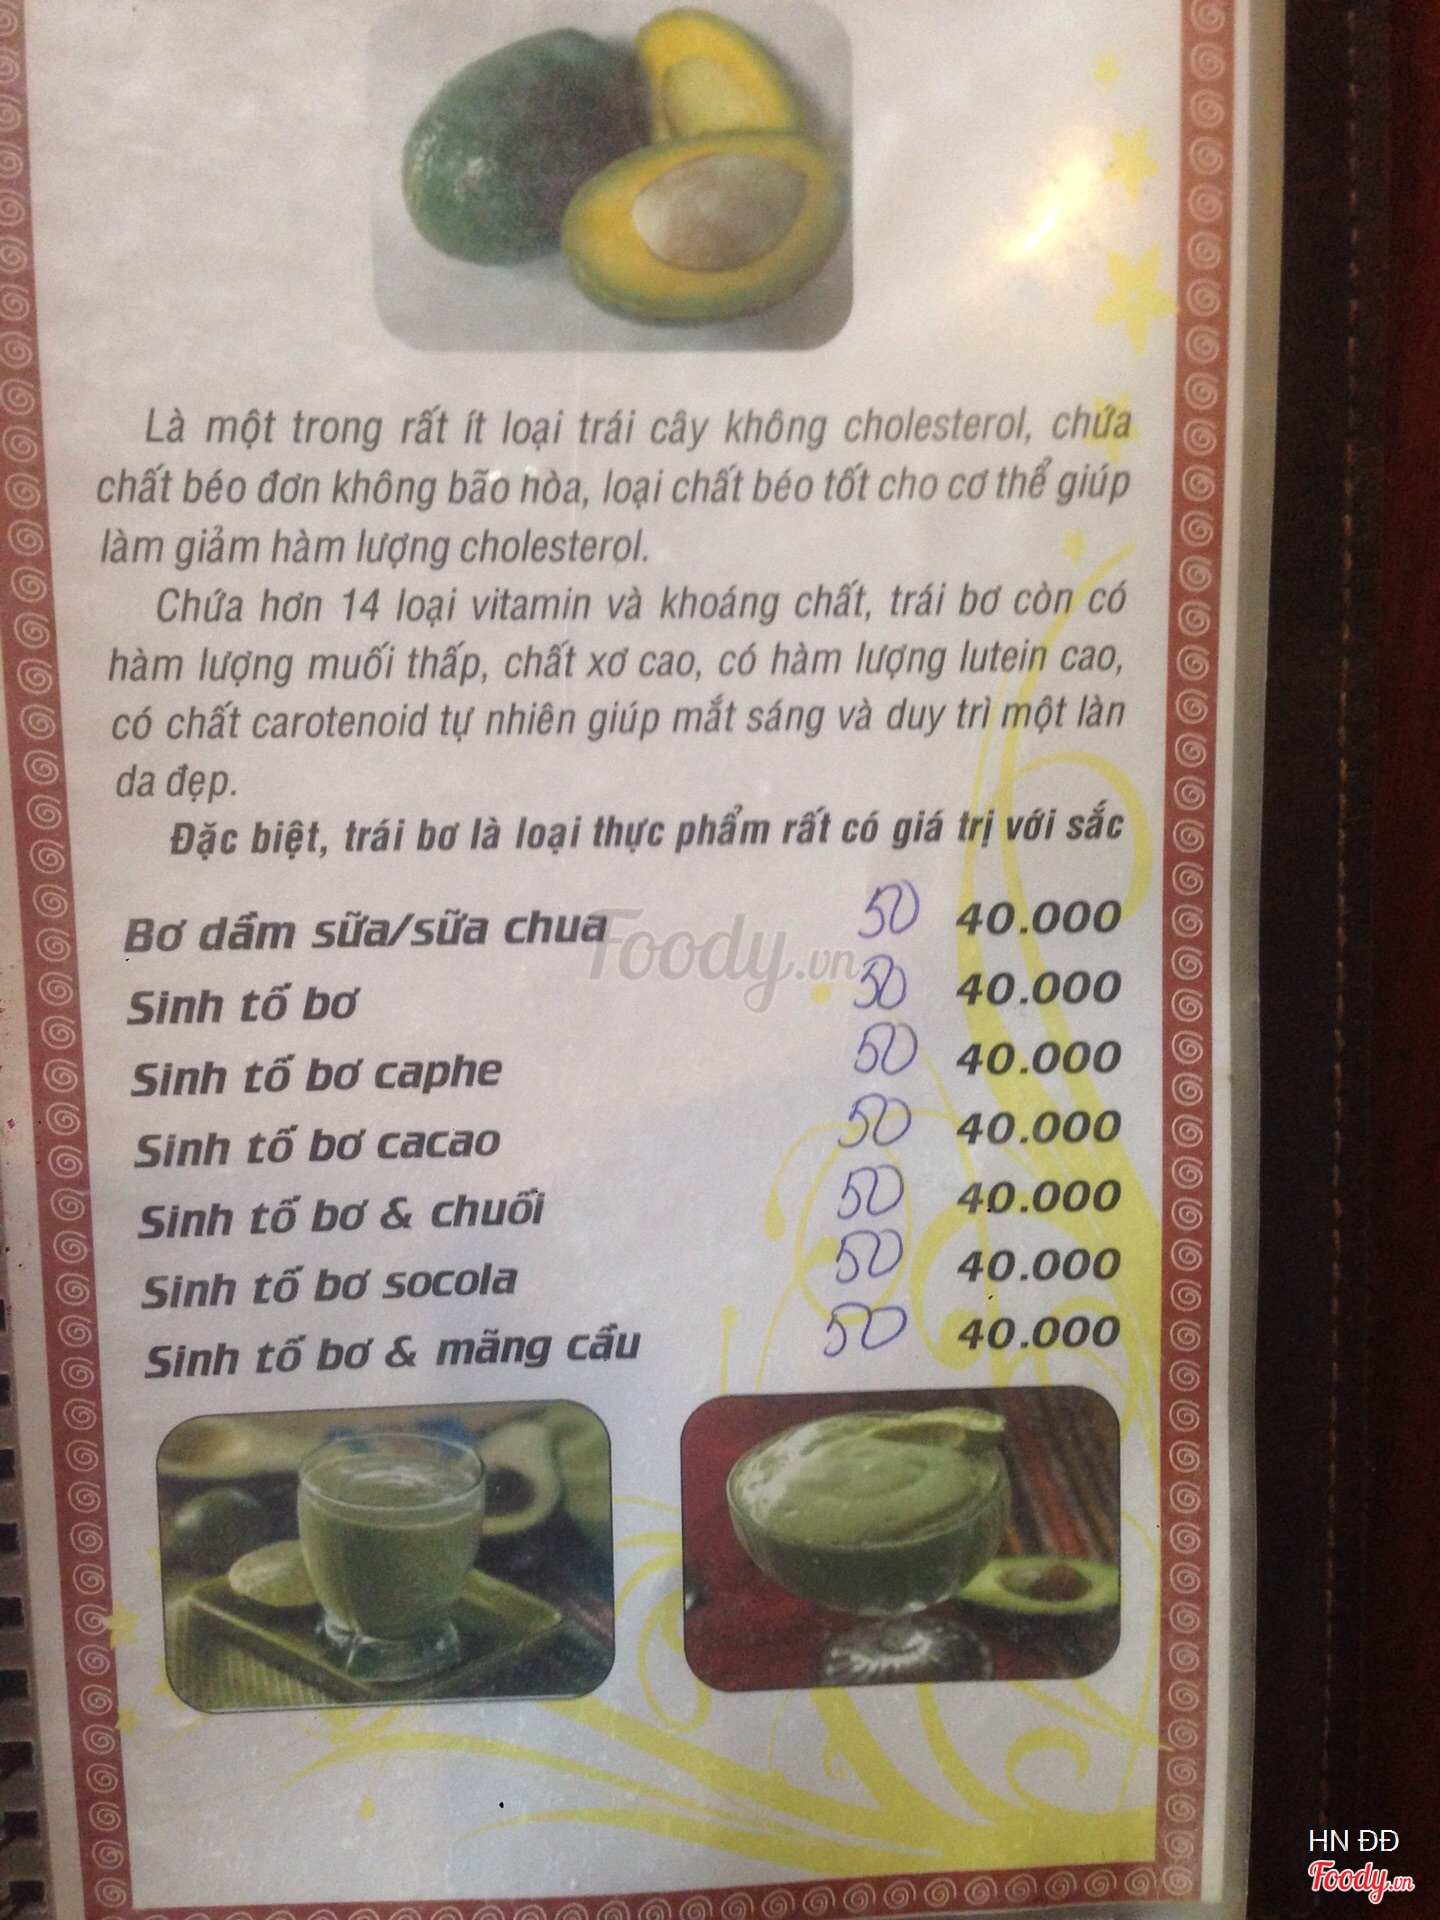 Là một trong rất ít loại trái cây không cholesterol, chứa
chất béo đơn không bão hòa, loại chất béo tốt cho cơ thể giúp
làm giảm hàm lượng cholesterol.
Chứa hơn 14 loại vitamin và khoáng chất, trái bơ còn có
hàm lượng muối thấp, chất xơ cao, có hàm lượng lutein cao,
có chất carotenoid tự nhiên giúp mắt sáng và duy trì một làn
da đẹp.
Đặc biệt, trái bơ là loại thực phẩm rất có giá trị với sắc
Bơ dầm sữa/sữa chua 50 40.000
Foody.vn
Sinh tố bơ 50 40.000
Sinh tố bơ caphe 50 40.000
Sinh tố bơ cacao 50 40.000
Sinh tố bơ & chuối 50 40.000
Sinh tố bơ socola 50 40.000
Sinh tố bơ & mãng cầu 50 40.000
HN ĐĐ
Foody.vn